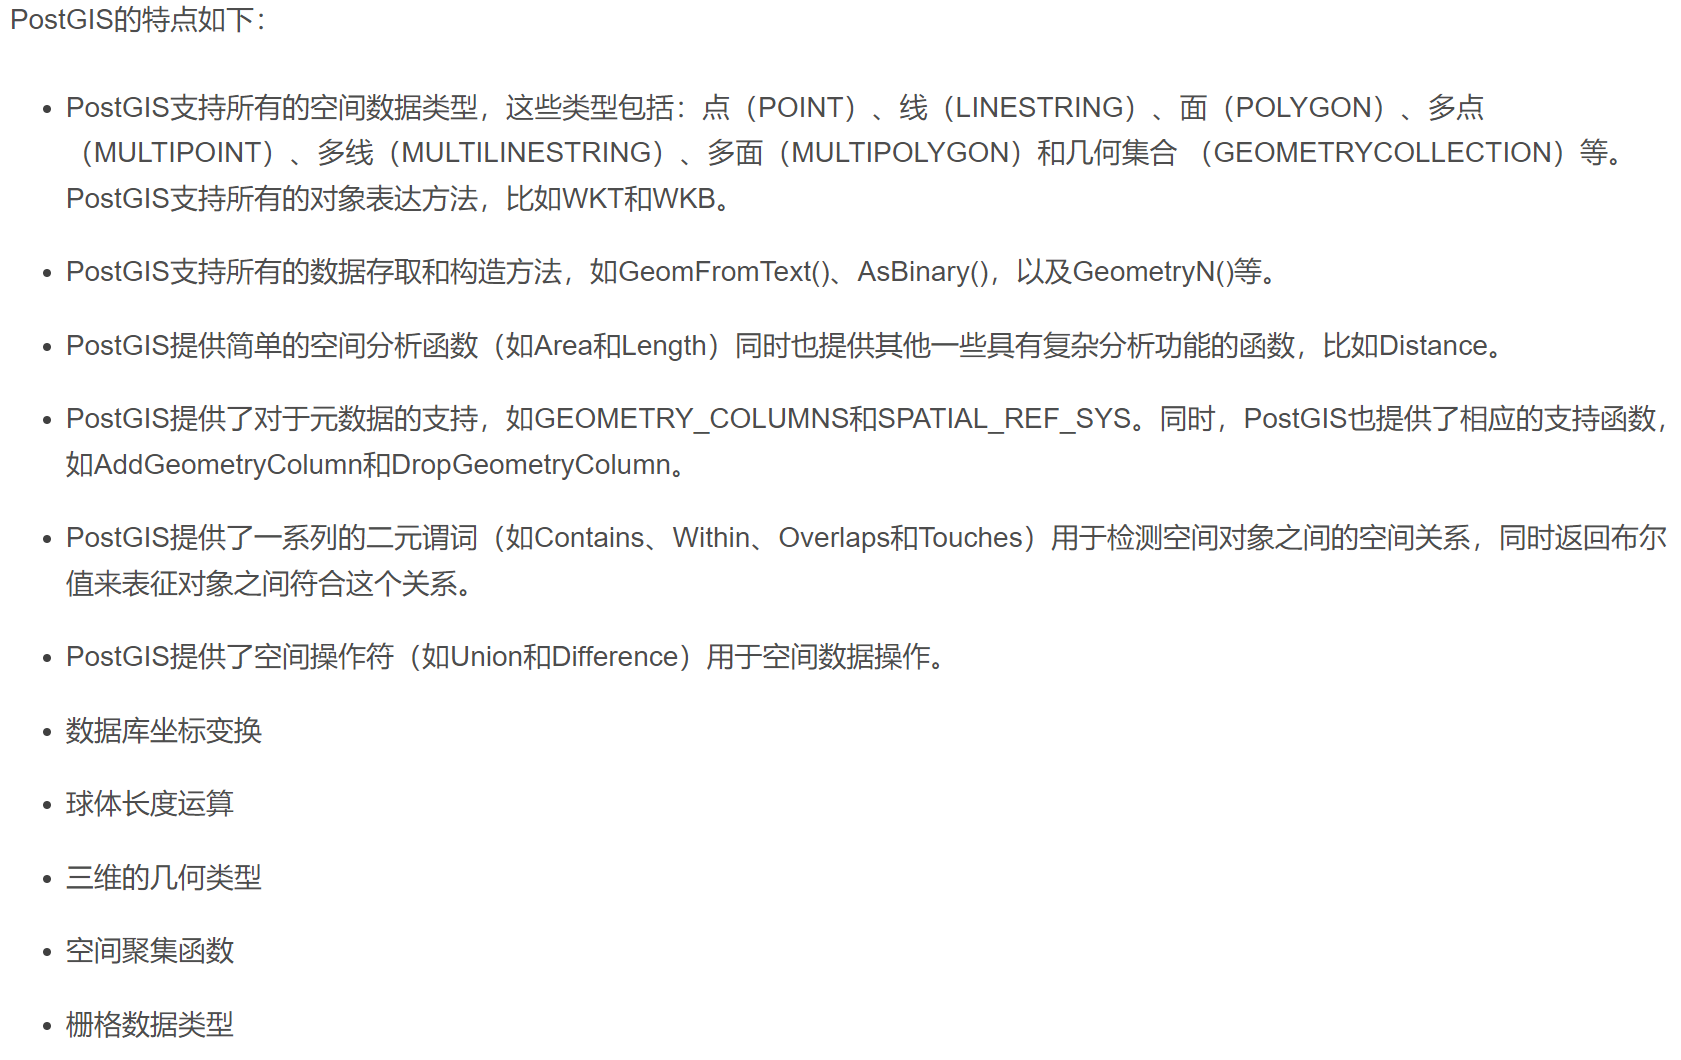 PostGIS的特点如下：
• PostGIS支持所有的空间数据类型，这些类型包括：点（POINT）、线（LINESTRING）、面（POLYGON）、多点
（MULTIPOINT）、多线（MULTILINESTRING）、多面（MULTIPOLYGON）和几何集合 （GEOMETRYCOLLECTION）等。
PostGIS支持所有的对象表达方法，比如WKT和WKB。
• PostGIS支持所有的数据存取和构造方法，如GeomFromText()、AsBinary()，以及GeometryN()等。
• PostGIS提供简单的空间分析函数（如Area和Length）同时也提供其他一些具有复杂分析功能的函数，比如Distance。
• PostGIS提供了对于元数据的支持，如GEOMETRY_COLUMNS和SPATIAL_REF_SYS。同时，PostGIS也提供了相应的支持函数，
如AddGeometryColumn和DropGeometryColumn。
• PostGIS提供了一系列的二元谓词（如Contains、Within、Overlaps和Touches）用于检测空间对象之间的空间关系，同时返回布尔
值来表征对象之间符合这个关系。
• PostGIS提供了空间操作符（如Union和Difference）用于空间数据操作。
• 数据库坐标变换
• 球体长度运算
• 三维的几何类型
• 空间聚集函数
• 栅格数据类型